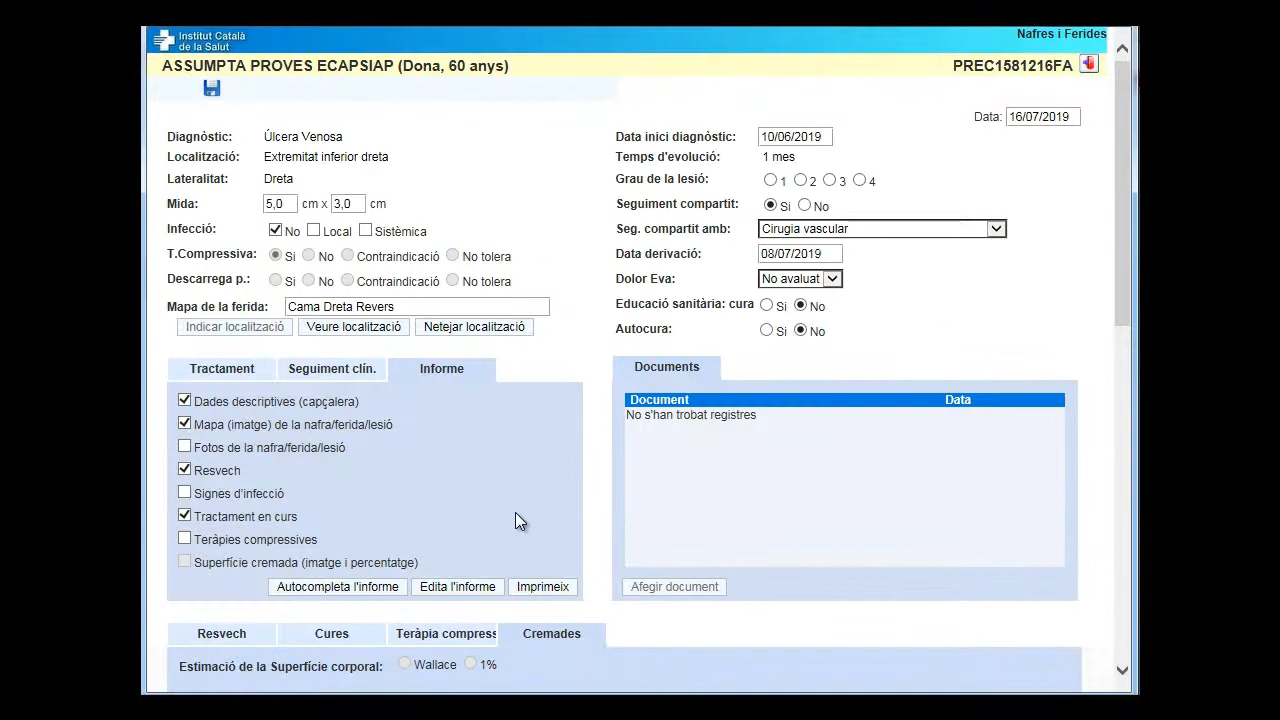 Institut Català
de la Salut
Nafres i Ferides
ASSUMPTA PROVES ECAPSIAP (Dona, 60 anys) PREC1581216FA
Data: 16/07/2019
Diagnòstic: Úlcera Venosa
Localització: Extremitat inferior dreta
Lateralitat: Dreta
Mida: 5,0 cm x 3,0 cm
Infecció: No Local Sistèmica
T.Compressiva: Si No Contraindicació No tolera
Descarrega p.: Si No Contraindicació No tolera
Mapa de la ferida: Cama Dreta Revers
Indicar localització Veure localització Netejar localització
Data inici diagnòstic: 10/06/2019
Temps d'evolució: 1 mes
Grau de la lesió: 1 2 3 4
Seguiment compartit: Si No
Seg. compartit amb: Cirugia vascular
Data derivació: 08/07/2019
Dolor Eva: No avaluat
Educació sanitària: cura Si No
Autocura: Si No
Tractament Seguiment clín. Informe
Dades descriptives (capçalera)
Mapa (imatge) de la nafra/ferida/lesió
Fotos de la nafra/ferida/lesió
Resvech
Signes d'infecció
Tractament en curs
Teràpies compressives
Superfície cremada (imatge i percentatge)
Autocompleta l'informe Edita l'informe Imprimeix
Documents
Document Data
No s'han trobat registres
Afegir document
Resvech Cures Teràpia compress Cremades
Estimació de la Superfície corporal: Wallace 1%